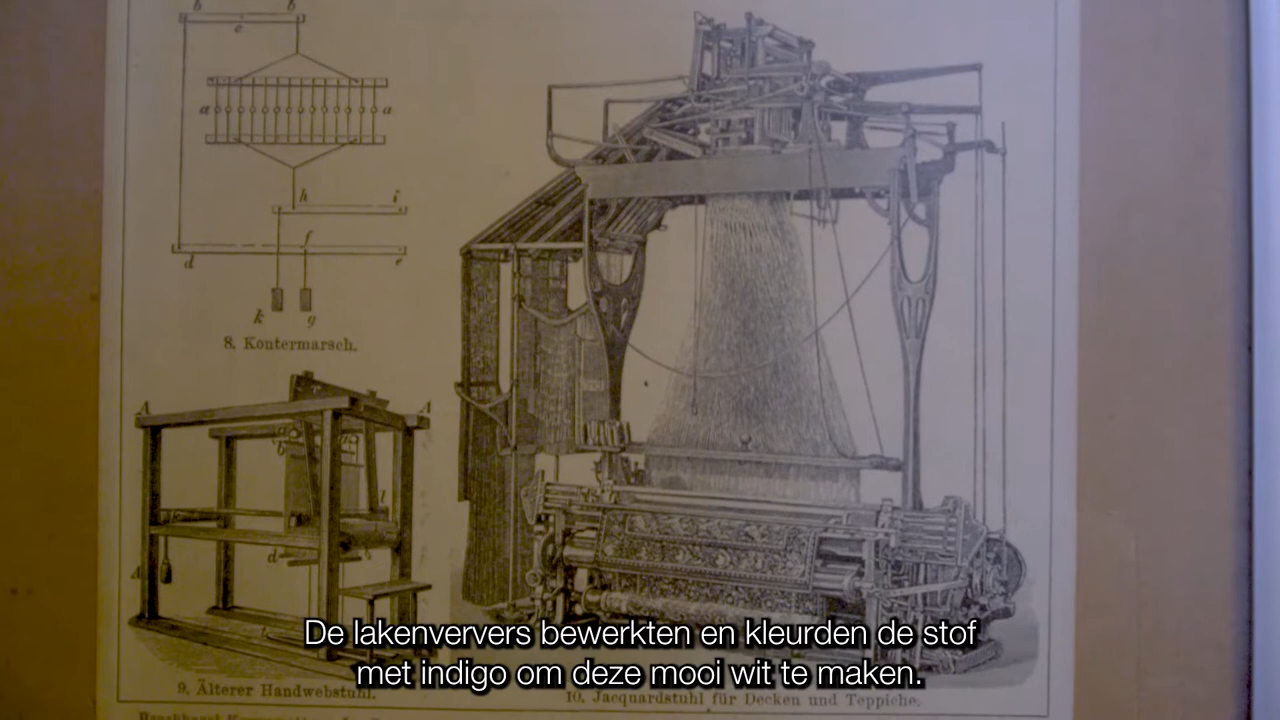 b b
c
a a
h i
f
d e
k g
8. Kontermarsch.
A A
a
b
l
d
De lakenververs bewerkten en kleurden de stof
met indigo om deze mooi wit te maken.
9. Älterer Handwebstuhl.
10. Jacquardstuhl für Decken und Teppiche.